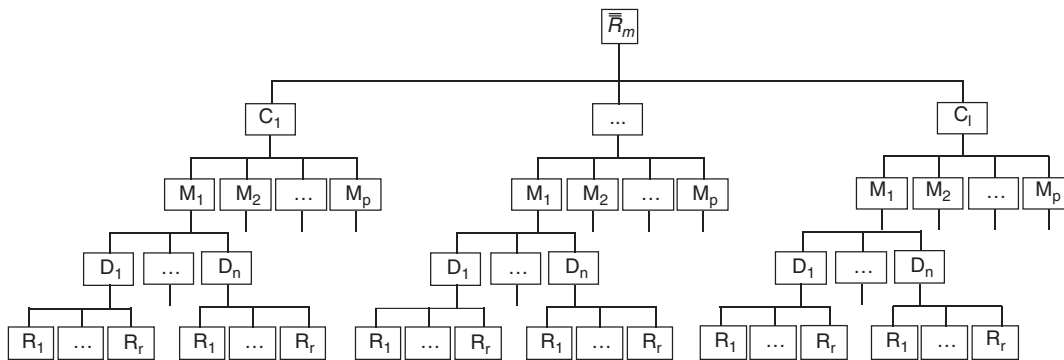 R̿_m
C₁ ... Cₗ
M₁ M₂ … Mₚ M₁ M₂ … Mₚ M₁ M₂ … Mₚ
D₁ … Dₙ D₁ … Dₙ D₁ … Dₙ
R₁ … Rᵣ R₁ … Rᵣ R₁ … Rᵣ R₁ … Rᵣ R₁ … Rᵣ R₁ … Rᵣ